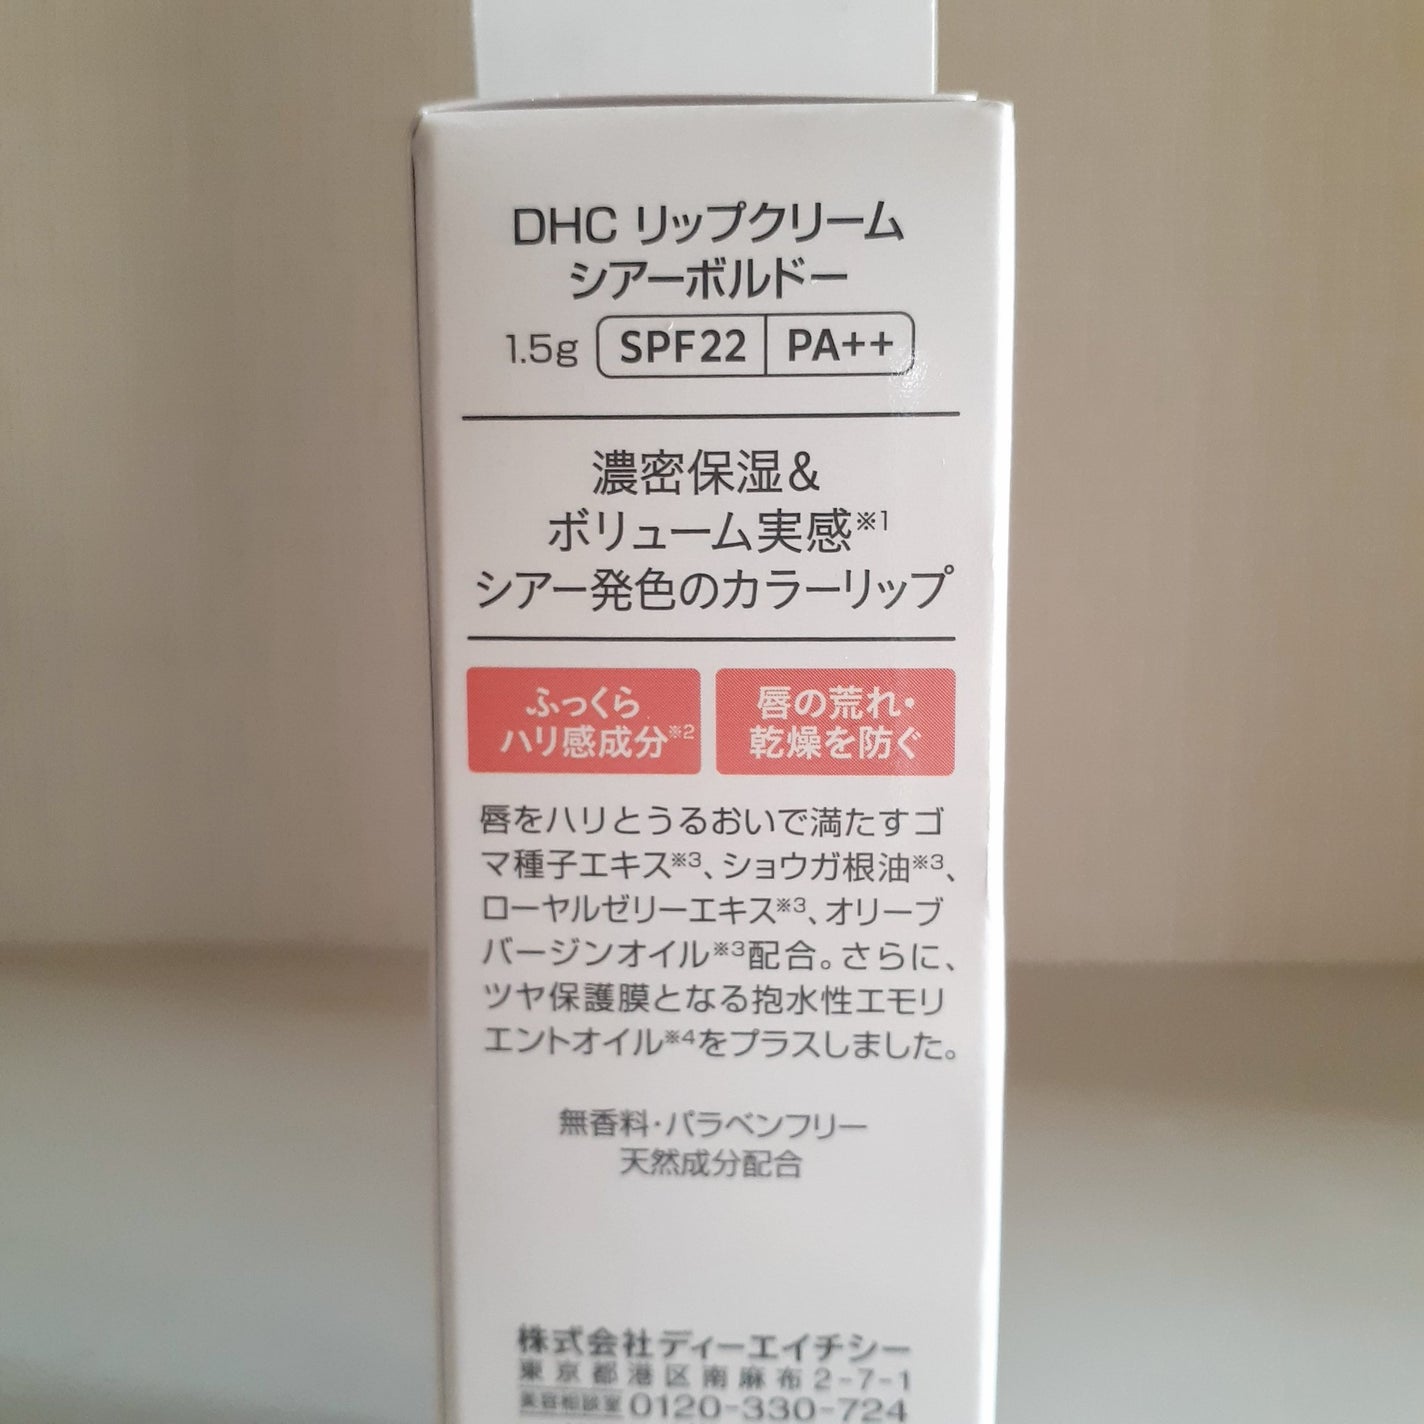 DHC リップクリーム
シアーボルドー
1.5g SPF22 PA++
濃密保湿&
ボリューム実感※1
シアー発色のカラーリップ
ふっくら
ハリ感成分※2
唇の荒れ・
乾燥を防ぐ
唇をハリとうるおいで満たすゴ
マ種子エキス※3、ショウガ根油※3、
ローヤルゼリーエキス※3、オリーブ
バージンオイル※3配合。さらに、
ツヤ保護膜となる抱水性エモリ
エントオイル※4をプラスしました。
無香料・パラベンフリー
天然成分配合
株式会社ディーエイチシー
東京都港区南麻布2-7-1
美容相談室 0120-330-724